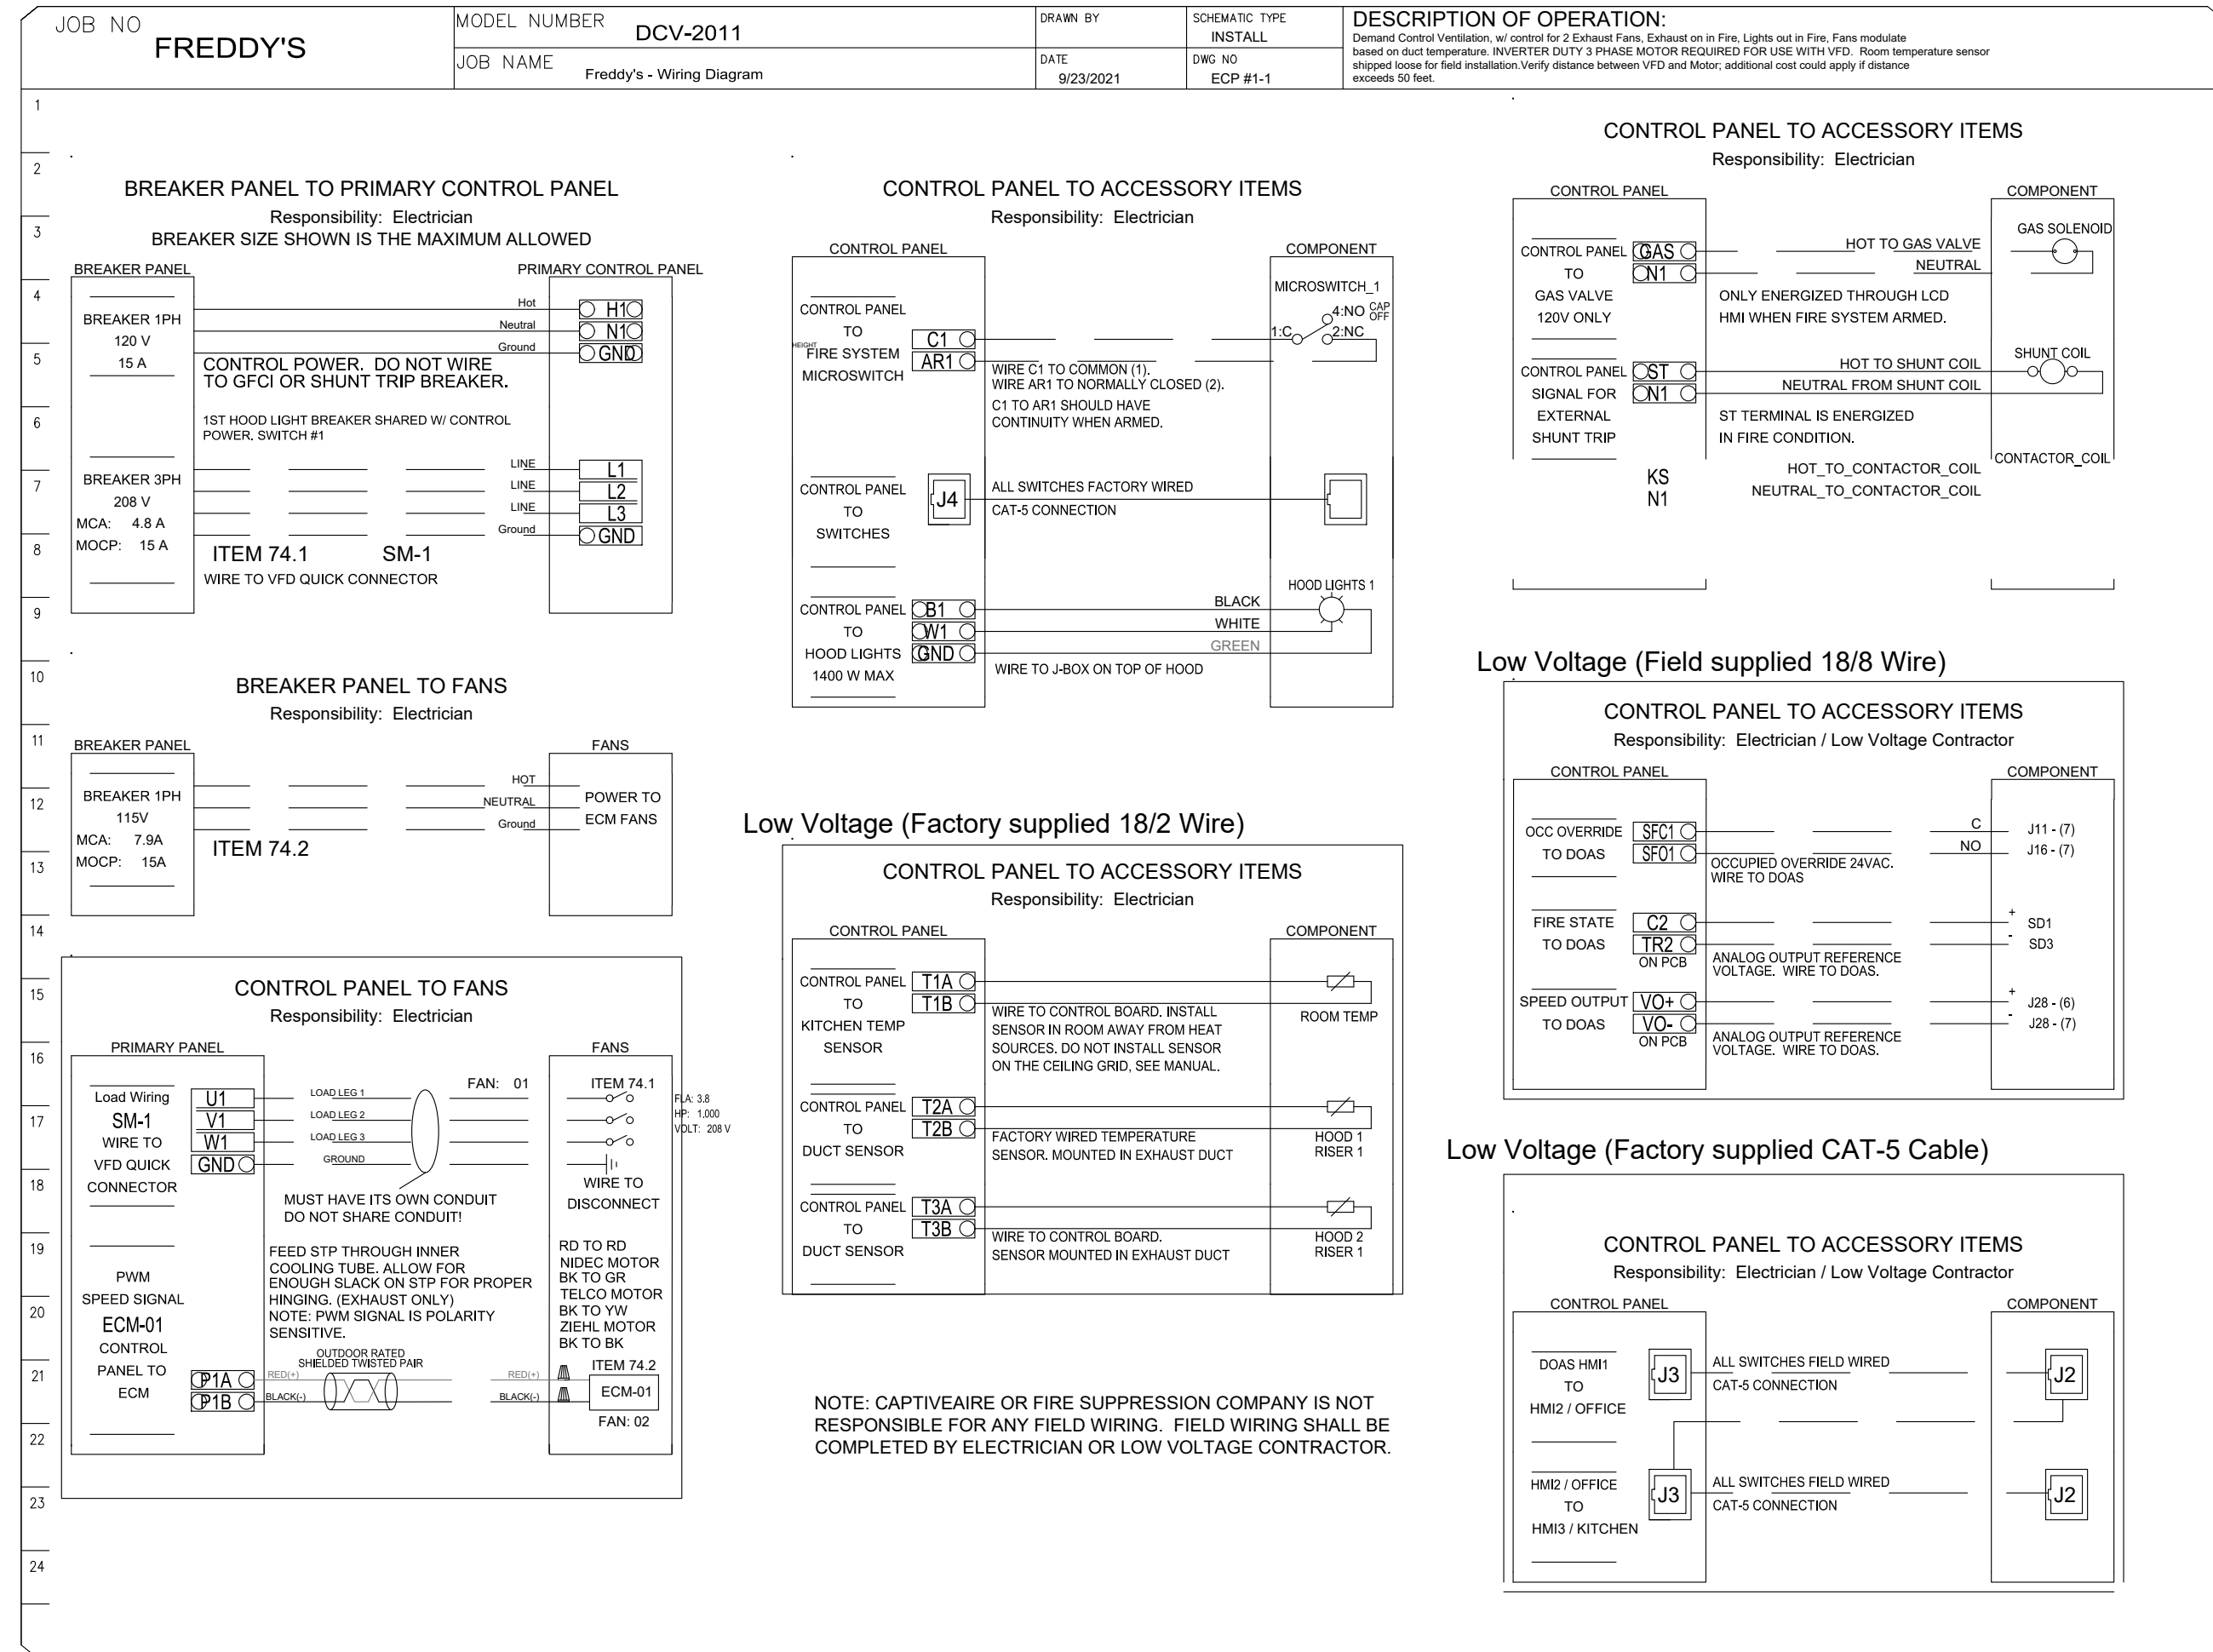 JOB NO
FREDDY'S
MODEL NUMBER
DCV-2011
JOB NAME
Freddy's - Wiring Diagram
DRAWN BY
DATE
9/23/2021
SCHEMATIC TYPE
INSTALL
DWG NO
ECP #1-1
DESCRIPTION OF OPERATION:
Demand Control Ventilation, w/ control for 2 Exhaust Fans, Exhaust on in Fire, Lights out in Fire, Fans modulate
based on duct temperature. INVERTER DUTY 3 PHASE MOTOR REQUIRED FOR USE WITH VFD. Room temperature sensor
shipped loose for field installation.Verify distance between VFD and Motor; additional cost could apply if distance
exceeds 50 feet.
1
2
3
4
5
6
7
8
9
10
11
12
13
14
15
16
17
18
19
20
21
22
23
24
BREAKER PANEL TO PRIMARY CONTROL PANEL
Responsibility: Electrician
BREAKER SIZE SHOWN IS THE MAXIMUM ALLOWED
BREAKER PANEL
PRIMARY CONTROL PANEL
BREAKER 1PH
120 V
15 A
Hot
H1
Neutral
N1
Ground
GND
CONTROL POWER. DO NOT WIRE
TO GFCI OR SHUNT TRIP BREAKER.
1ST HOOD LIGHT BREAKER SHARED W/ CONTROL
POWER. SWITCH #1
BREAKER 3PH
208 V
MCA: 4.8 A
MOCP: 15 A
LINE
L1
LINE
L2
LINE
L3
Ground
GND
ITEM 74.1 SM-1
WIRE TO VFD QUICK CONNECTOR
BREAKER PANEL TO FANS
Responsibility: Electrician
BREAKER PANEL
FANS
BREAKER 1PH
115V
MCA: 7.9A
MOCP: 15A
HOT
NEUTRAL
Ground
POWER TO
ECM FANS
ITEM 74.2
CONTROL PANEL TO FANS
Responsibility: Electrician
PRIMARY PANEL
FANS
Load Wiring
SM-1
WIRE TO
VFD QUICK
CONNECTOR
U1
V1
W1
GND
LOAD LEG 1
LOAD LEG 2
LOAD LEG 3
GROUND
FAN: 01
ITEM 74.1
FLA: 3.8
HP: 1,000
VOLT: 208 V
WIRE TO
DISCONNECT
MUST HAVE ITS OWN CONDUIT
DO NOT SHARE CONDUIT!
PWM
SPEED SIGNAL
ECM-01
CONTROL
PANEL TO
ECM
FEED STP THROUGH INNER
COOLING TUBE. ALLOW FOR
ENOUGH SLACK ON STP FOR PROPER
HINGING. (EXHAUST ONLY)
NOTE: PWM SIGNAL IS POLARITY
SENSITIVE.
OUTDOOR RATED
SHIELDED TWISTED PAIR
P1A
P1B
RED(+)
BLACK(-)
RED(+)
BLACK(-)
RD TO RD
NIDEC MOTOR
BK TO GR
TELCO MOTOR
BK TO YW
ZIEHL MOTOR
BK TO BK
ITEM 74.2
ECM-01
FAN: 02
CONTROL PANEL TO ACCESSORY ITEMS
Responsibility: Electrician
CONTROL PANEL
COMPONENT
CONTROL PANEL
TO
HEIGHT
FIRE SYSTEM
MICROSWITCH
C1
AR1
MICROSWITCH_1
4:NO
CAP
OFF
1:C
2:NC
WIRE C1 TO COMMON (1).
WIRE AR1 TO NORMALLY CLOSED (2).
C1 TO AR1 SHOULD HAVE
CONTINUITY WHEN ARMED.
CONTROL PANEL
TO
SWITCHES
J4
ALL SWITCHES FACTORY WIRED
CAT-5 CONNECTION
CONTROL PANEL
TO
HOOD LIGHTS
1400 W MAX
B1
W1
GND
BLACK
WHITE
GREEN
HOOD LIGHTS 1
WIRE TO J-BOX ON TOP OF HOOD
Low Voltage (Factory supplied 18/2 Wire)
CONTROL PANEL TO ACCESSORY ITEMS
Responsibility: Electrician
CONTROL PANEL
COMPONENT
CONTROL PANEL
TO
KITCHEN TEMP
SENSOR
T1A
T1B
WIRE TO CONTROL BOARD. INSTALL
SENSOR IN ROOM AWAY FROM HEAT
SOURCES. DO NOT INSTALL SENSOR
ON THE CEILING GRID, SEE MANUAL.
ROOM TEMP
CONTROL PANEL
TO
DUCT SENSOR
T2A
T2B
FACTORY WIRED TEMPERATURE
SENSOR. MOUNTED IN EXHAUST DUCT
HOOD 1
RISER 1
CONTROL PANEL
TO
DUCT SENSOR
T3A
T3B
WIRE TO CONTROL BOARD.
SENSOR MOUNTED IN EXHAUST DUCT
HOOD 2
RISER 1
NOTE: CAPTIVEAIRE OR FIRE SUPPRESSION COMPANY IS NOT
RESPONSIBLE FOR ANY FIELD WIRING. FIELD WIRING SHALL BE
COMPLETED BY ELECTRICIAN OR LOW VOLTAGE CONTRACTOR.
CONTROL PANEL TO ACCESSORY ITEMS
Responsibility: Electrician
CONTROL PANEL
COMPONENT
CONTROL PANEL
TO
GAS VALVE
120V ONLY
GAS
N1
HOT TO GAS VALVE
NEUTRAL
GAS SOLENOID
ONLY ENERGIZED THROUGH LCD
HMI WHEN FIRE SYSTEM ARMED.
CONTROL PANEL
SIGNAL FOR
EXTERNAL
SHUNT TRIP
ST
N1
HOT TO SHUNT COIL
NEUTRAL FROM SHUNT COIL
SHUNT COIL
ST TERMINAL IS ENERGIZED
IN FIRE CONDITION.
KS
N1
HOT_TO_CONTACTOR_COIL
NEUTRAL_TO_CONTACTOR_COIL
CONTACTOR_COIL
Low Voltage (Field supplied 18/8 Wire)
CONTROL PANEL TO ACCESSORY ITEMS
Responsibility: Electrician / Low Voltage Contractor
CONTROL PANEL
COMPONENT
OCC OVERRIDE
TO DOAS
SFC1
SFO1
C
NO
J11 - (7)
J16 - (7)
OCCUPIED OVERRIDE 24VAC.
WIRE TO DOAS
FIRE STATE
TO DOAS
C2
TR2
ON PCB
+
-
SD1
SD3
ANALOG OUTPUT REFERENCE
VOLTAGE. WIRE TO DOAS.
SPEED OUTPUT
TO DOAS
VO+
VO-
ON PCB
+
-
J28 - (6)
J28 - (7)
ANALOG OUTPUT REFERENCE
VOLTAGE. WIRE TO DOAS.
Low Voltage (Factory supplied CAT-5 Cable)
CONTROL PANEL TO ACCESSORY ITEMS
Responsibility: Electrician / Low Voltage Contractor
CONTROL PANEL
COMPONENT
DOAS HMI1
TO
HMI2 / OFFICE
J3
ALL SWITCHES FIELD WIRED
CAT-5 CONNECTION
J2
HMI2 / OFFICE
TO
HMI3 / KITCHEN
J3
ALL SWITCHES FIELD WIRED
CAT-5 CONNECTION
J2